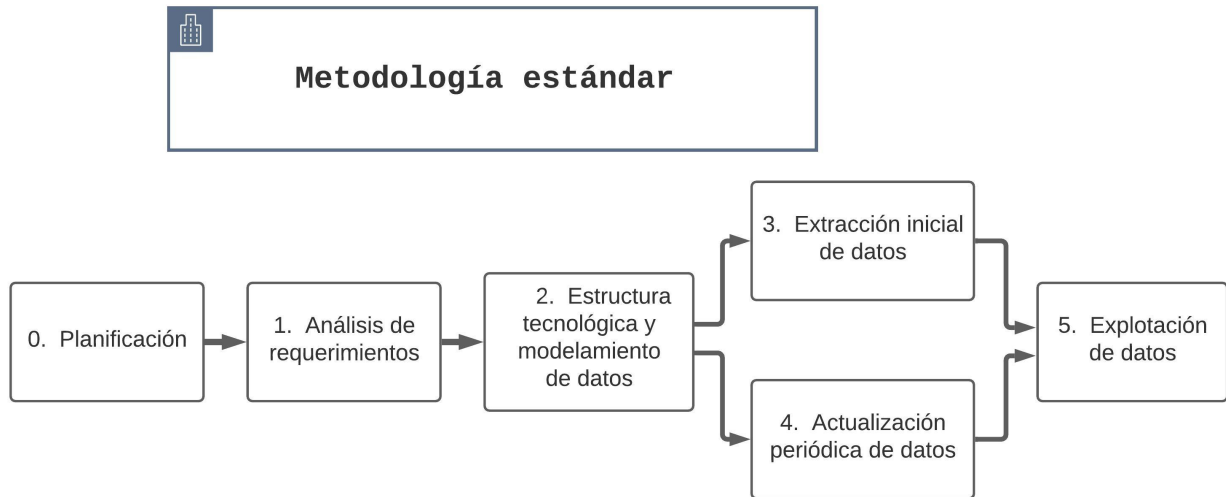 Metodología estándar
0. Planificación
1. Análisis de
requerimientos
2. Estructura
tecnológica y
modelamiento
de datos
3. Extracción inicial
de datos
4. Actualización
periódica de datos
5. Explotación
de datos